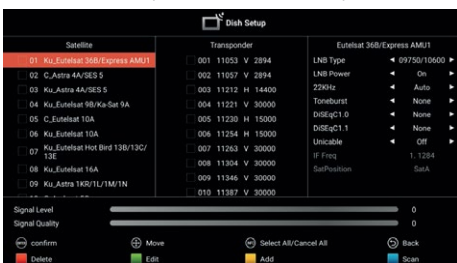 Dish Setup
Satellite
01 Ku_Eutelsat 36B/Express AMU1
02 C_Astra 4A/SES 5
03 Ku_Astra 4A/SES 5
04 Ku_Eutelsat 9B/Ka-Sat 9A
05 C_Eutelsat 10A
06 Ku_Eutelsat 10A
07 Ku_Eutelsat Hot Bird 13B/13C/
13E
08 Ku_Eutelsat 16A
09 Ku_Astra 1KR/1L/1M/1N
Transponder
001 11053 V 2894
002 11057 V 2894
003 11212 H 14400
004 11221 V 30000
005 11230 H 15000
006 11254 H 15000
007 11263 V 30000
008 11304 V 30000
009 11346 V 30000
010 11387 V 30000
Eutelsat 36B/Express AMU1
LNB Type 09750/10600
LNB Power On
22KHz Auto
Toneburst None
DiSEqC1.0 None
DiSEqC1.1 None
Unicable Off
IF Freq 1. 1284
SatPosition SatA
Signal Level 0
Signal Quality 0
confirm Move Select All/Cancel All Back
Delete Edit Add Scan